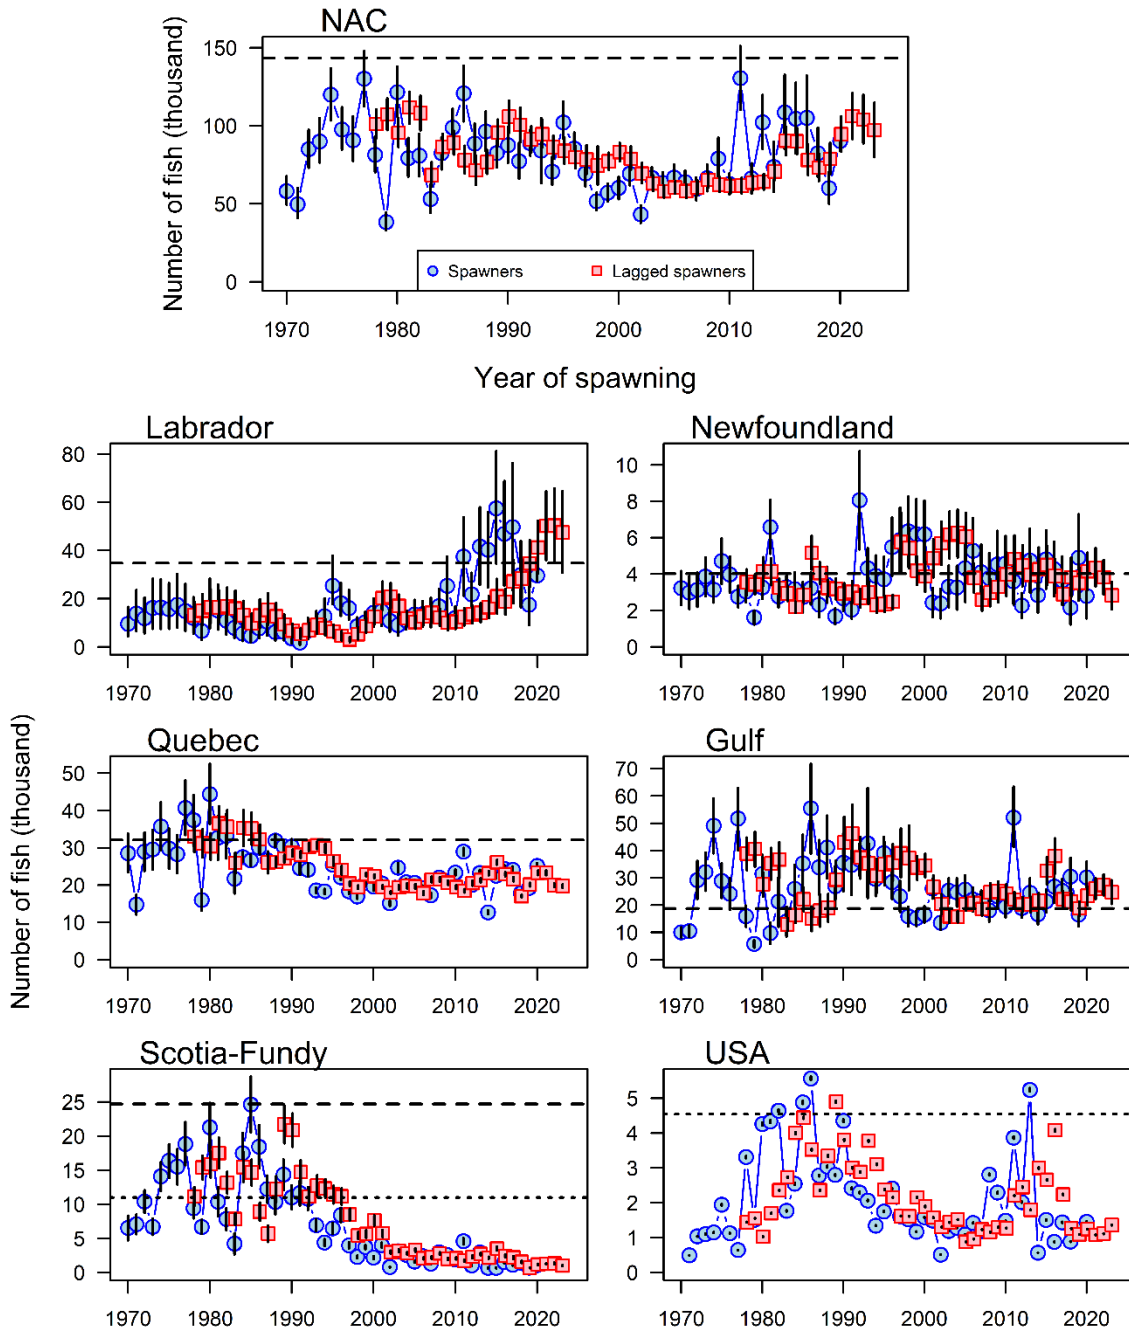 NAC
Number of fish (thousand)
150
100
50
0
Spawners
Lagged spawners
1970 1980 1990 2000 2010 2020
Year of spawning
Labrador
80
60
40
20
0
1970 1980 1990 2000 2010 2020
Newfoundland
10
8
6
4
2
0
1970 1980 1990 2000 2010 2020
Number of fish (thousand)
Quebec
50
40
30
20
10
0
1970 1980 1990 2000 2010 2020
Gulf
70
60
50
40
30
20
10
0
1970 1980 1990 2000 2010 2020
Scotia-Fundy
25
20
15
10
5
0
1970 1980 1990 2000 2010 2020
USA
5
4
3
2
1
0
1970 1980 1990 2000 2010 2020